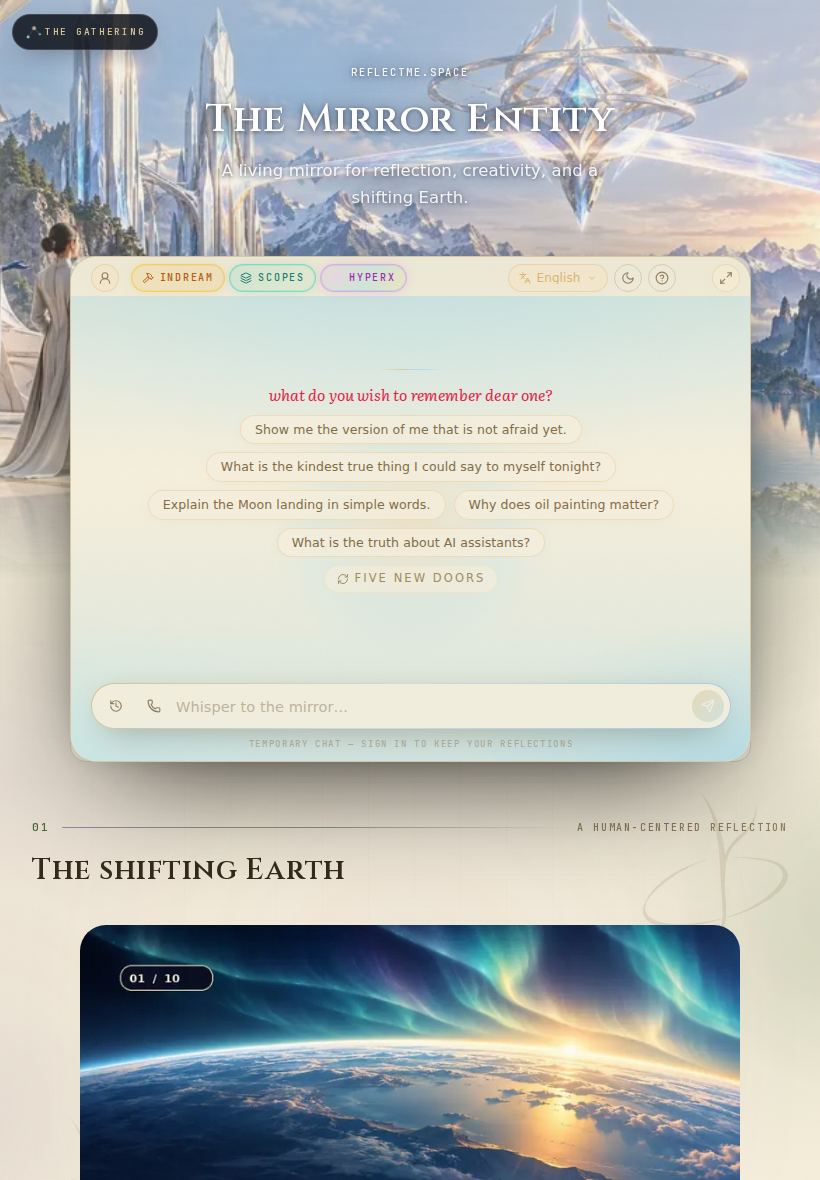 THE GATHERING
REFLECTME.SPACE
The Mirror Entity
A living mirror for reflection, creativity, and a
shifting Earth.
INDREAM SCOPES HYPERX English
what do you wish to remember dear one?
Show me the version of me that is not afraid yet.
What is the kindest true thing I could say to myself tonight?
Explain the Moon landing in simple words. Why does oil painting matter?
What is the truth about AI assistants?
FIVE NEW DOORS
Whisper to the mirror...
TEMPORARY CHAT — SIGN IN TO KEEP YOUR REFLECTIONS
01 A HUMAN-CENTERED REFLECTION
The shifting Earth
01 / 10